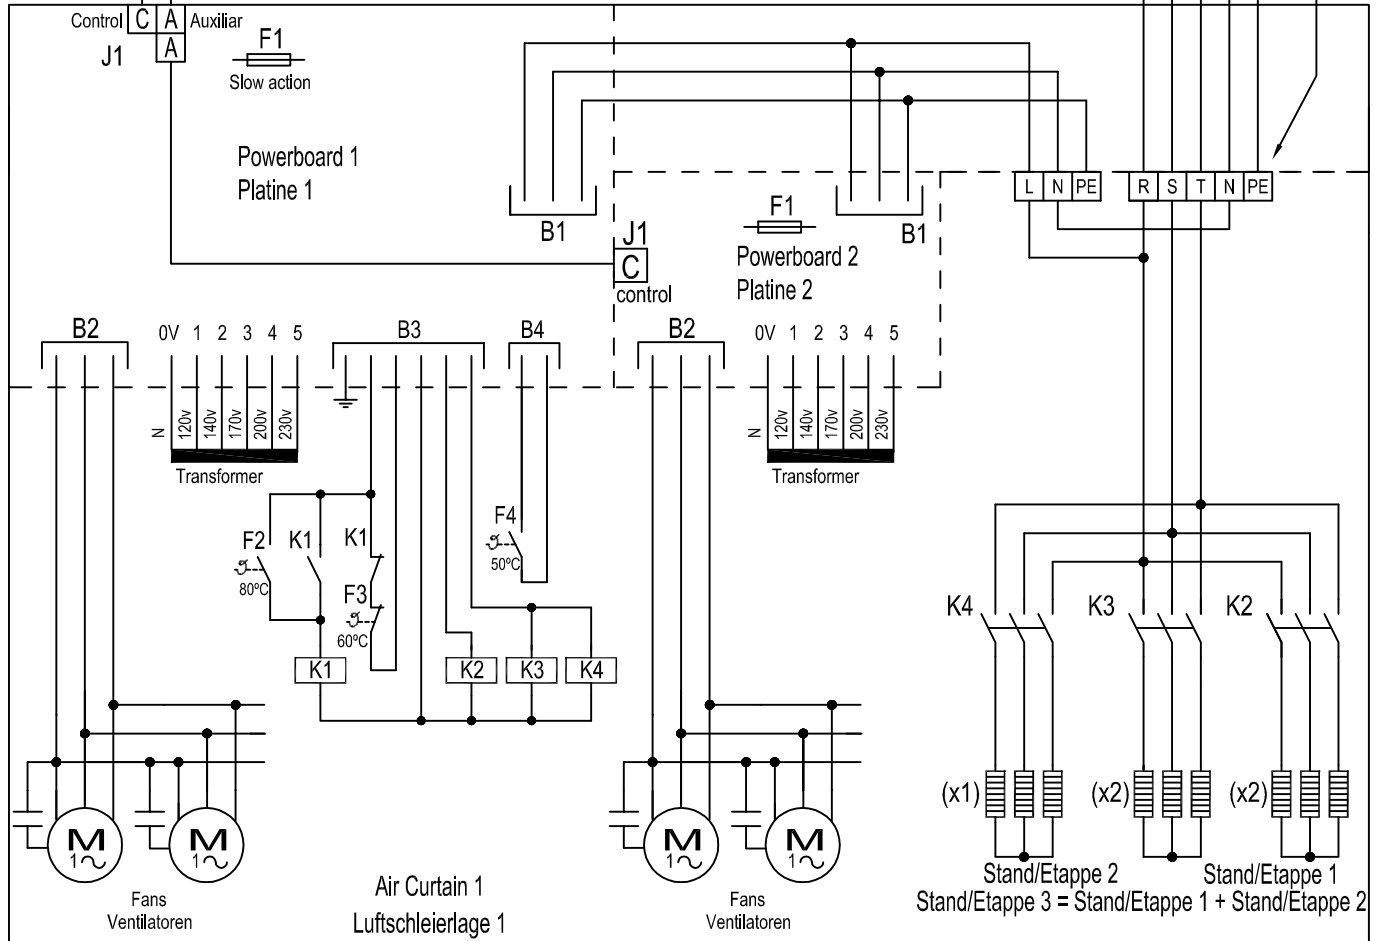 Control C A Auxiliar
J1 A
F1
Slow action
Powerboard 1
Platine 1
B1
J1
C
control
F1
Powerboard 2
Platine 2
B1
L N PE
R S T N PE
B2
0V 1 2 3 4 5
N 120v 140v 170v 200v 230v
Transformer
B3
B4
B2
0V 1 2 3 4 5
N 120v 140v 170v 200v 230v
Transformer
F2
80ºC
K1
K1
F3
60ºC
F4
50ºC
K1
K2
K3
K4
K4
K3
K2
(x1)
(x2)
(x2)
M
1
M
1
Fans
Ventilatoren
Air Curtain 1
Luftschleierlage 1
M
1
M
1
Fans
Ventilatoren
Stand/Etappe 2
Stand/Etappe 1
Stand/Etappe 3 = Stand/Etappe 1 + Stand/Etappe 2